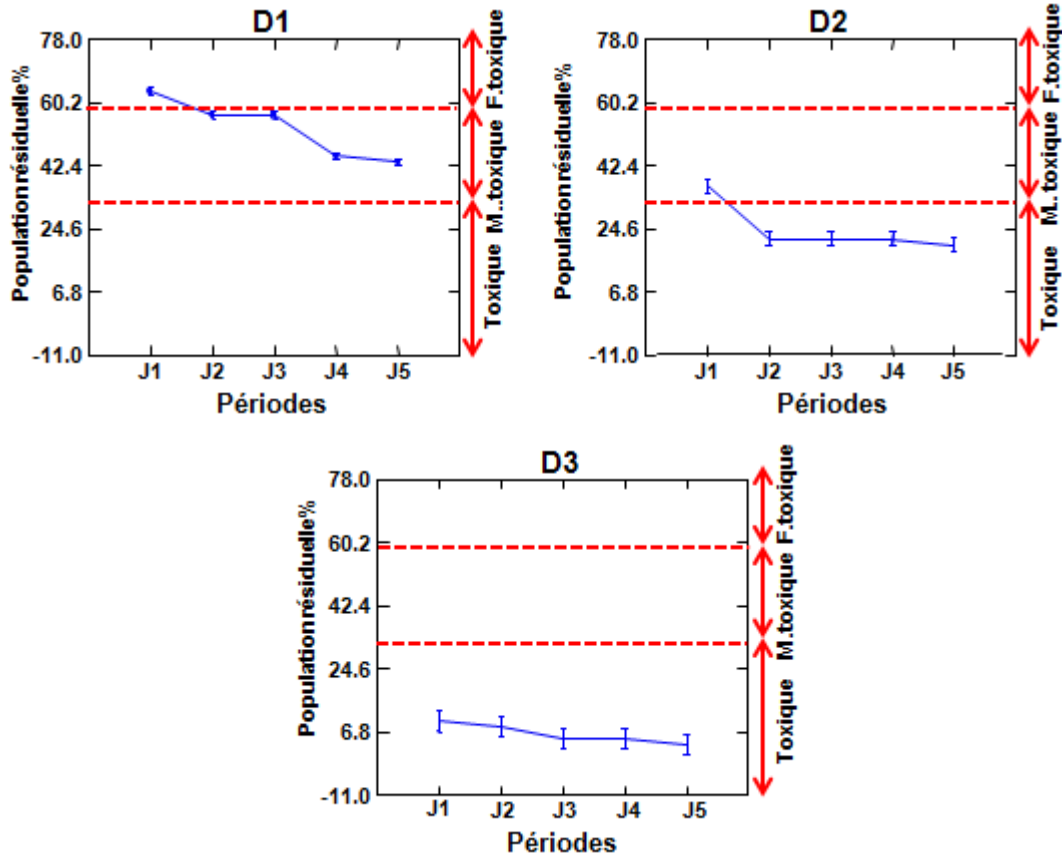 D1
Populationrésiduelle%
78.0
60.2
42.4
24.6
6.8
-11.0
J1 J2 J3 J4 J5
Périodes
F.toxique
M..toxique
Toxique
D2
Populationrésiduelle%
78.0
60.2
42.4
24.6
6.8
-11.0
J1 J2 J3 J4 J5
Périodes
F.toxique
M..toxique
Toxique
D3
Populationrésiduelle%
78.0
60.2
42.4
24.6
6.8
-11.0
J1 J2 J3 J4 J5
Périodes
F.toxique
M.toxique
Toxique